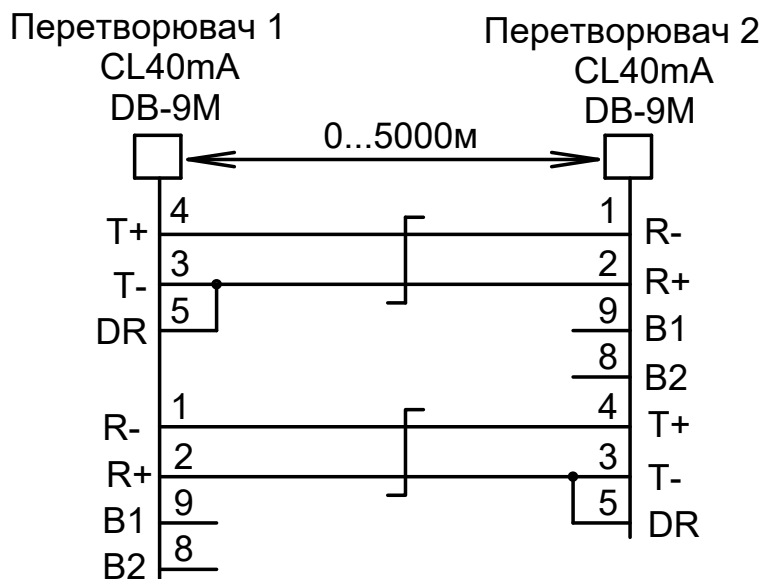 Перетворювач 1
CL40mA
DB-9M
Перетворювач 2
CL40mA
DB-9M
0...5000м
T+ 4
T- 3
DR 5
R- 1
R+ 2
B1 9
B2 8
1 R-
2 R+
9 B1
8 B2
4 T+
3 T-
5 DR